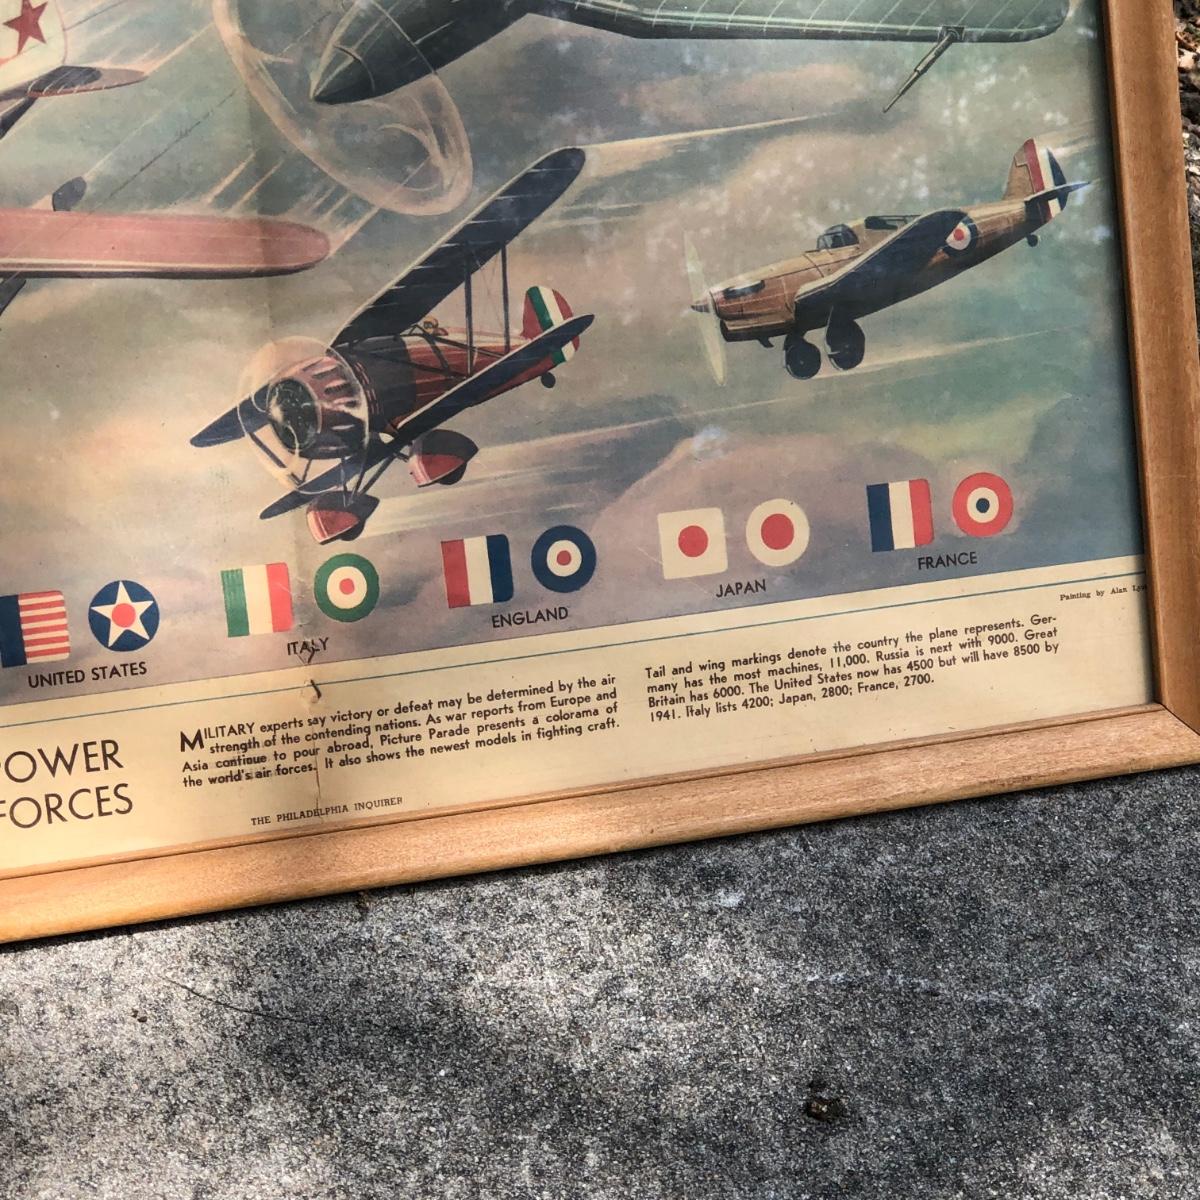 UNITED STATES
ITALY
ENGLAND
JAPAN
FRANCE
Painting by Alan
POWER
FORCES
MILITARY experts say victory or defeat may be determined by the air
strength of the contending nations. As war reports from Europe and
Asia continue to pour abroad, Picture Parade presents a colorama of
the world's air forces. It also shows the newest models in fighting craft.
Tail and wing markings denote the country the plane represents. Ger-
many has the most machines, 11,000. Russia is next with 9000. Great
Britain has 6000. The United States now has 4500 but will have 8500 by
1941. Italy lists 4200; Japan, 2800; France, 2700.
THE PHILADELPHIA INQUIRER